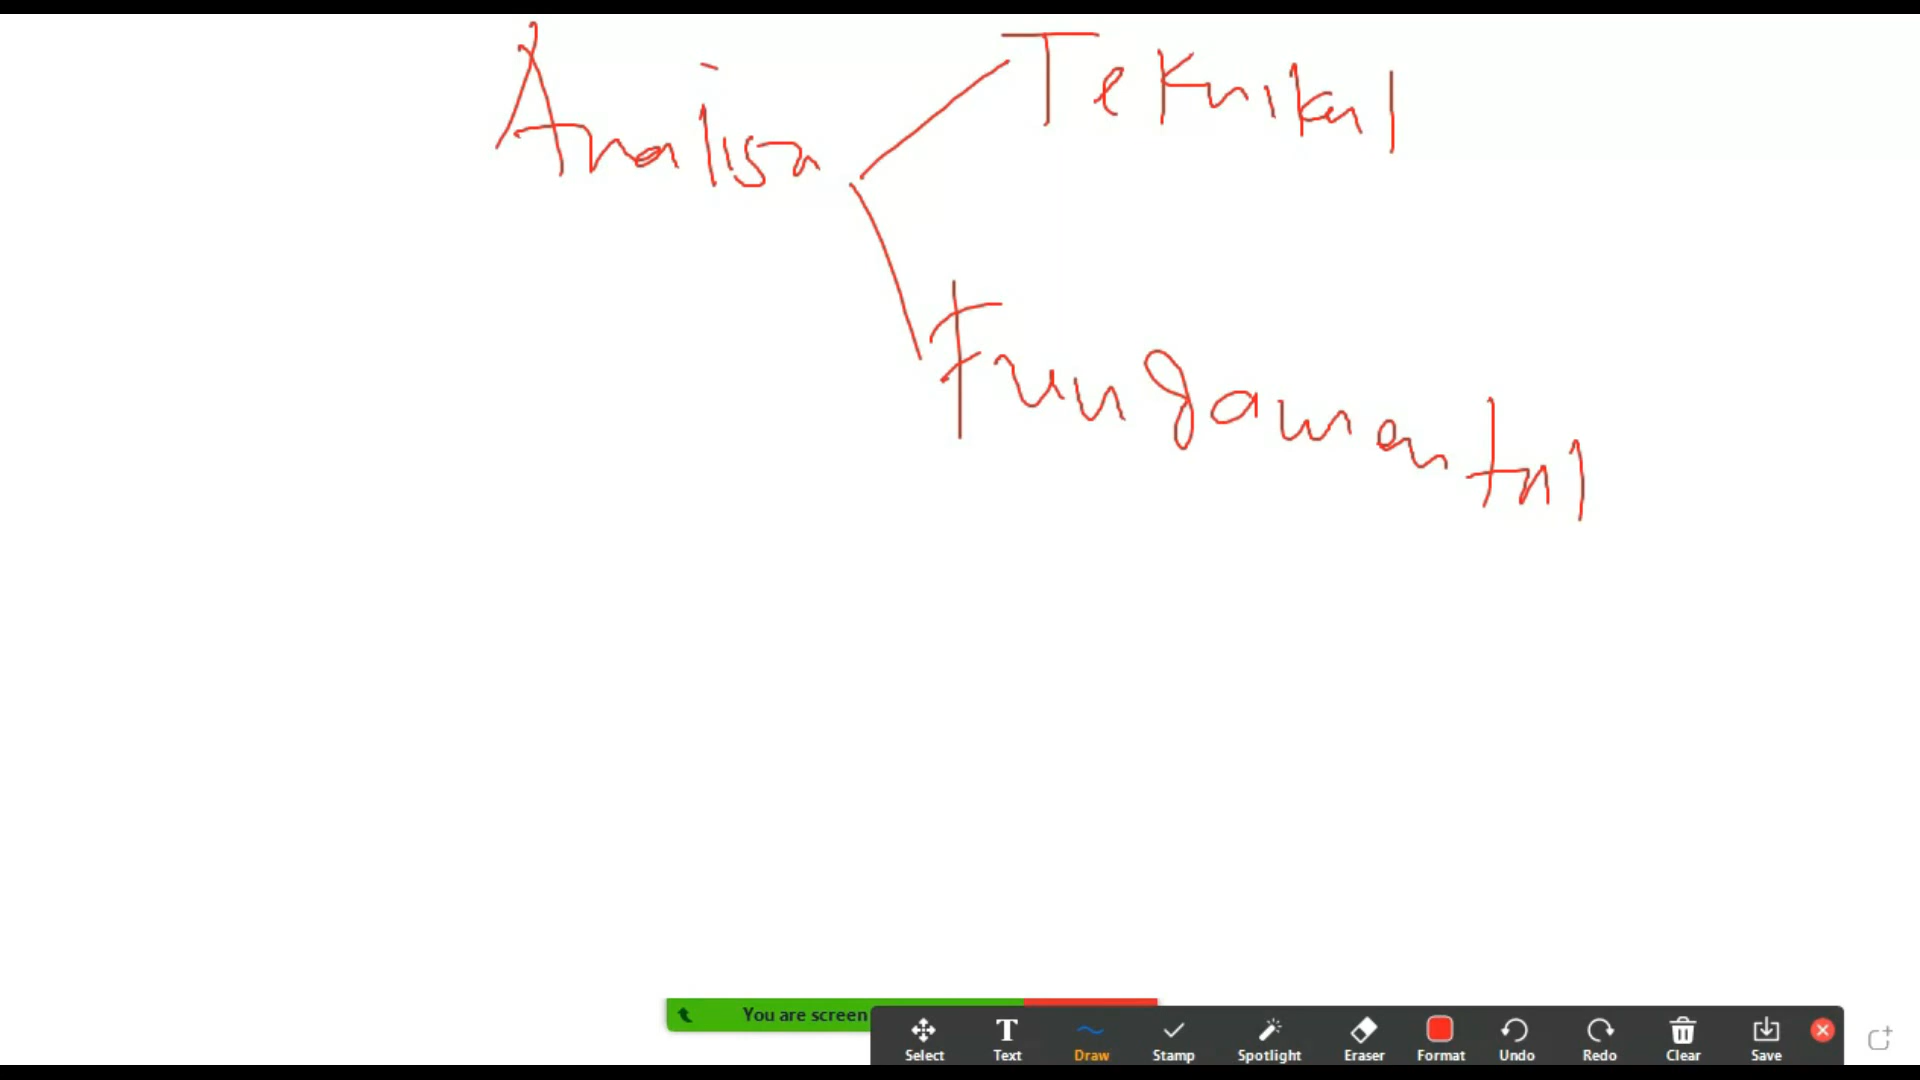 Teknikal
Analisa
Fundamental
You are screen
Select
Text
Draw
Stamp
Spotlight
Eraser
Format
Undo
Redo
Clear
Save